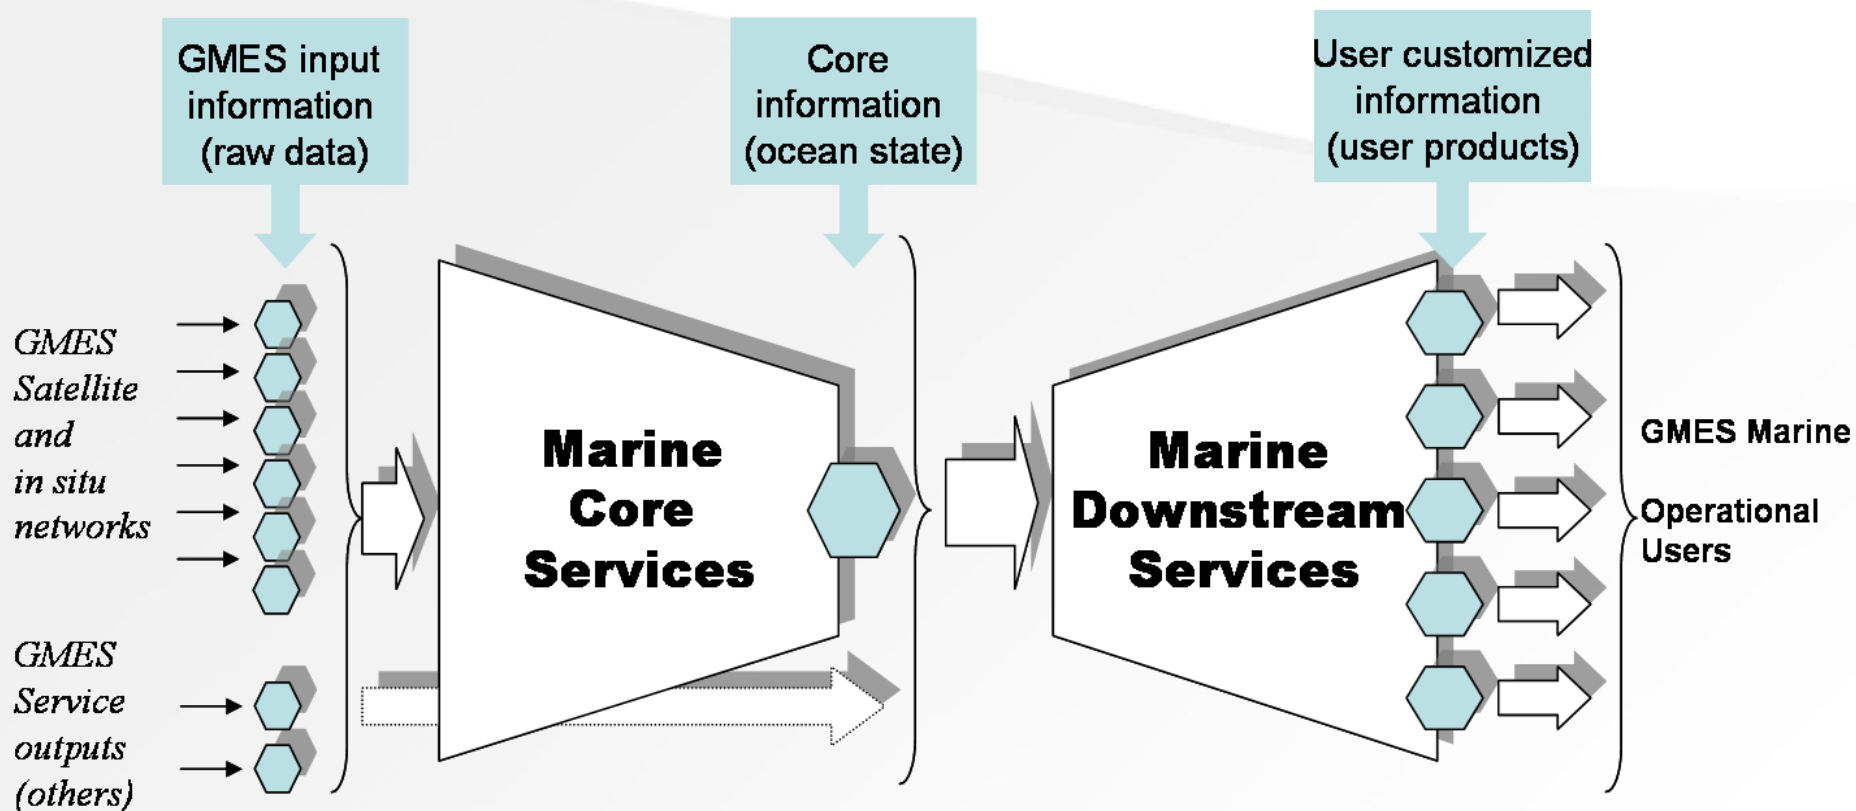 GMES input
information
(raw data)
Core
information
(ocean state)
User customized
information
(user products)
GMES
Satellite
and
in situ
networks
GMES
Service
outputs
(others)
Marine
Core
Services
Marine
Downstream
Services
GMES Marine
Operational
Users